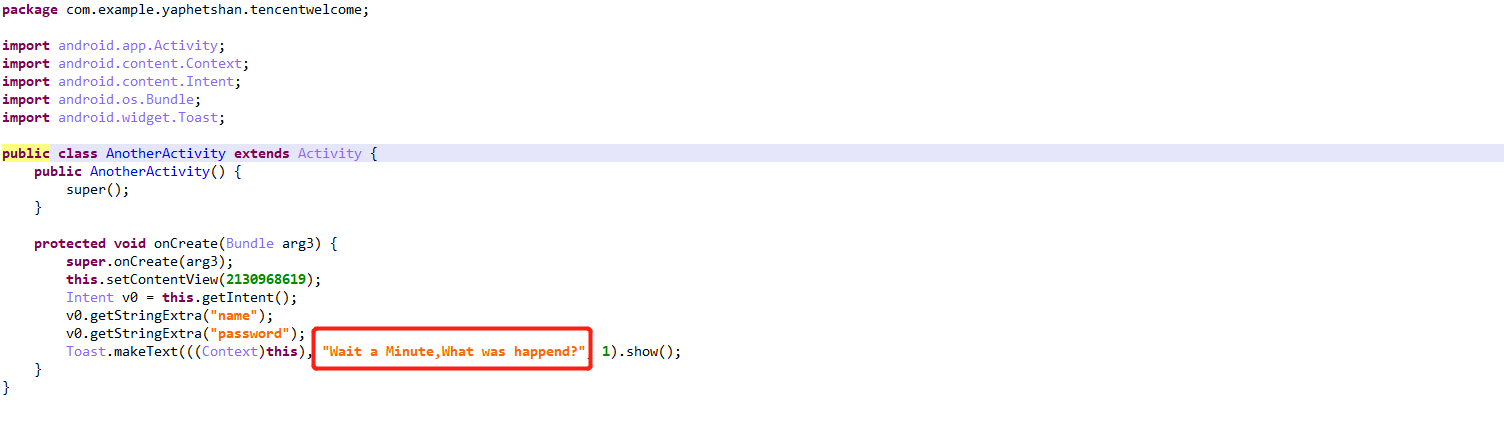 package com.example.yaphetshan.tencentwelcome;
import android.app.Activity;
import android.content.Context;
import android.content.Intent;
import android.os.Bundle;
import android.widget.Toast;
public class AnotherActivity extends Activity {
public AnotherActivity() {
super();
}
protected void onCreate(Bundle arg3) {
super.onCreate(arg3);
this.setContentView(2130968619);
Intent v0 = this.getIntent();
v0.getStringExtra("name");
v0.getStringExtra("password");
Toast.makeText(((Context)this), "Wait a Minute,What was happend?", 1).show();
}
}